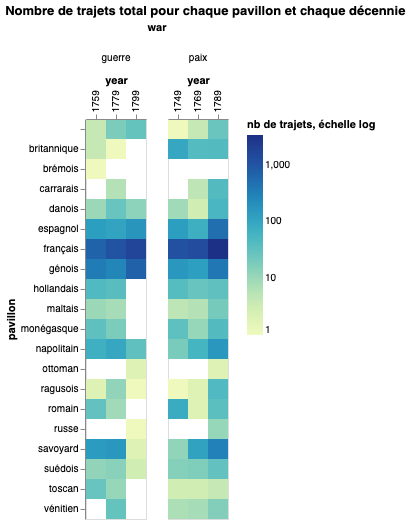 Nombre de trajets total pour chaque pavillon et chaque décennie
war
guerre
paix
year
year
1759
1779
1799
1749
1769
1789
nb de trajets, échelle log
1,000
100
10
1
pavillon
britannique
brémois
carrarais
danois
espagnol
français
génois
hollandais
maltais
monégasque
napolitain
ottoman
ragusois
romain
russe
savoyard
suédois
toscan
vénitien